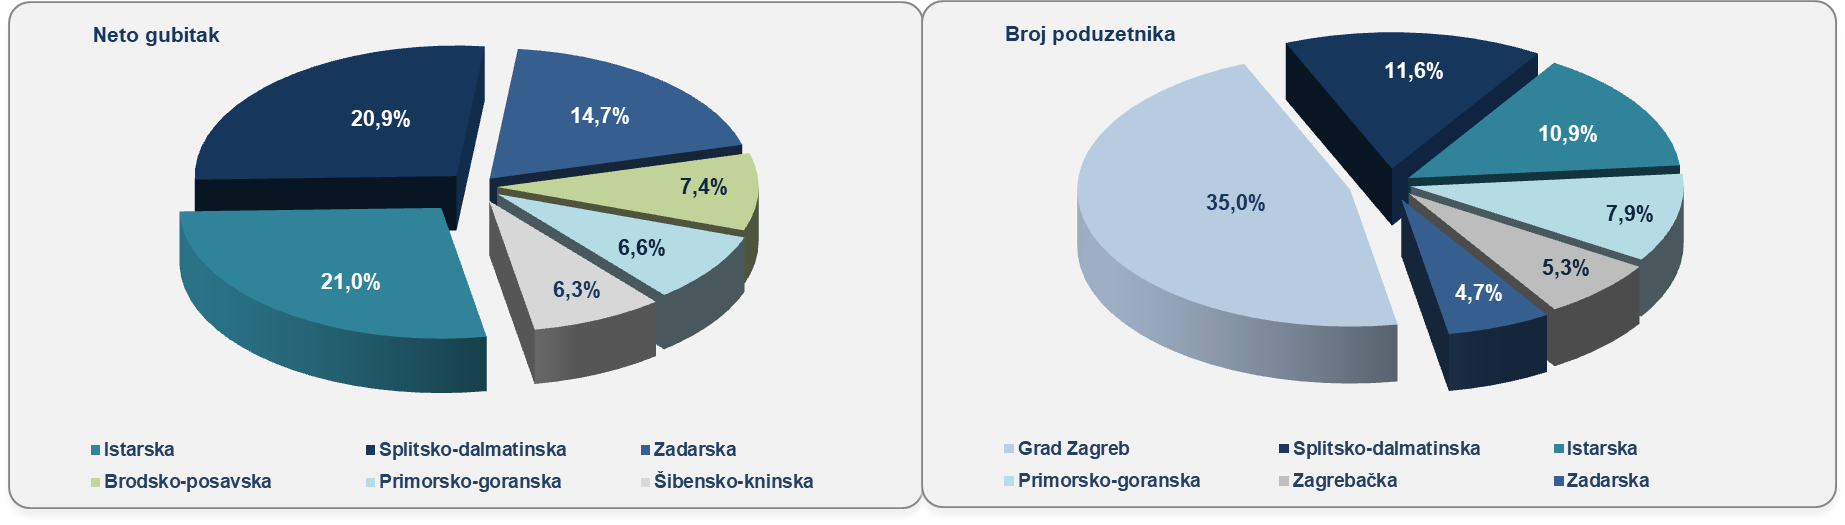 Neto gubitak
20,9%
14,7%
7,4%
6,6%
6,3%
21,0%
Istarska
Splitsko-dalmatinska
Zadarska
Brodsko-posavska
Primorsko-goranska
Šibensko-kninska
Broj poduzetnika
11,6%
10,9%
7,9%
5,3%
4,7%
35,0%
Grad Zagreb
Splitsko-dalmatinska
Istarska
Primorsko-goranska
Zagrebačka
Zadarska